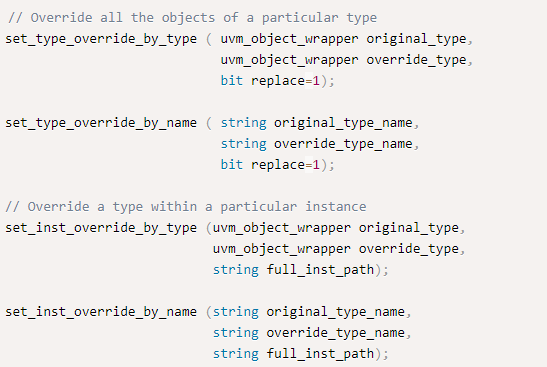 // Override all the objects of a particular type
set_type_override_by_type ( uvm_object_wrapper original_type,
uvm_object_wrapper override_type,
bit replace=1);
set_type_override_by_name ( string original_type_name,
string override_type_name,
bit replace=1);
// Override a type within a particular instance
set_inst_override_by_type (uvm_object_wrapper original_type,
uvm_object_wrapper override_type,
string full_inst_path);
set_inst_override_by_name (string original_type_name,
string override_type_name,
string full_inst_path);